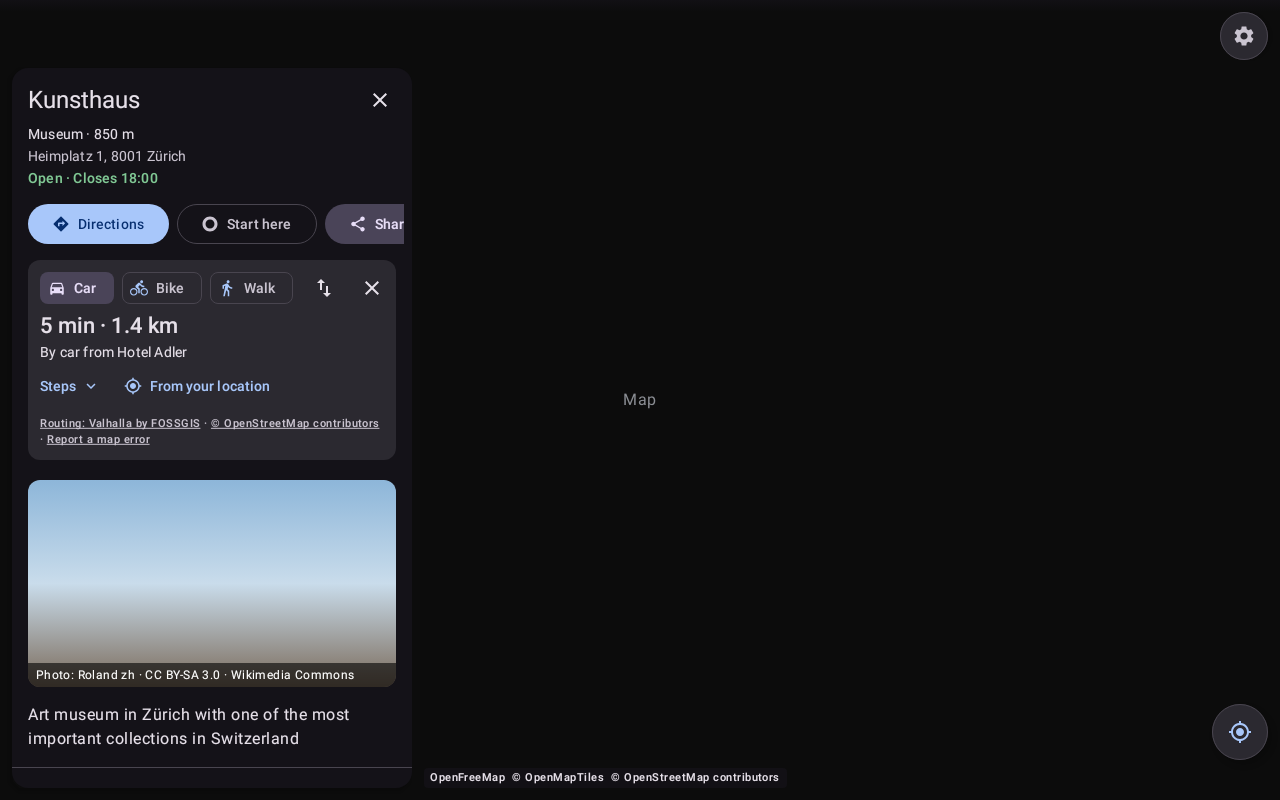 Kunsthaus
Museum · 850 m
Heimplatz 1, 8001 Zürich
Open · Closes 18:00
Directions
Start here
Shar
Car
Bike
Walk
5 min · 1.4 km
By car from Hotel Adler
Steps
From your location
Routing: Valhalla by FOSSGIS · © OpenStreetMap contributors
· Report a map error
Photo: Roland zh · CC BY-SA 3.0 · Wikimedia Commons
Art museum in Zürich with one of the most
important collections in Switzerland
Map
OpenFreeMap © OpenMapTiles © OpenStreetMap contributors